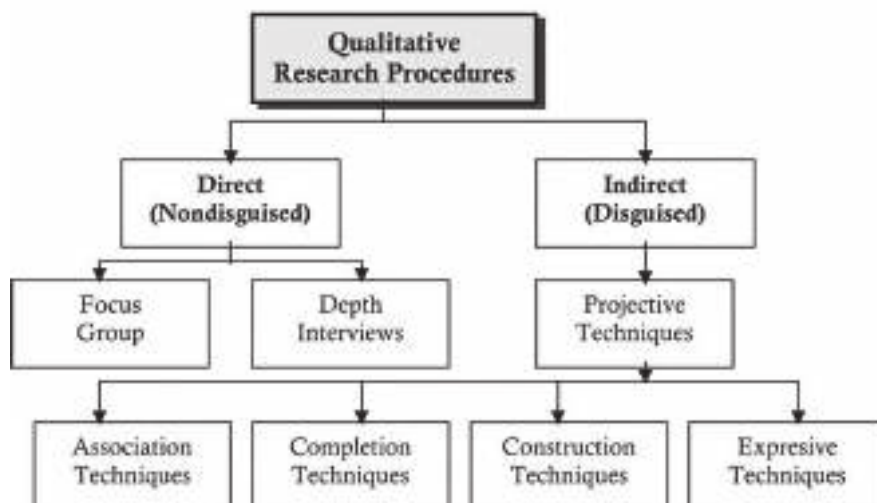 Qualitative
Research Procedures
Direct
(Nondisguised)
Indirect
(Disguised)
Focus
Group
Depth
Interviews
Projective
Techniques
Association
Techniques
Completion
Techniques
Construction
Techniques
Expresive
Techniques